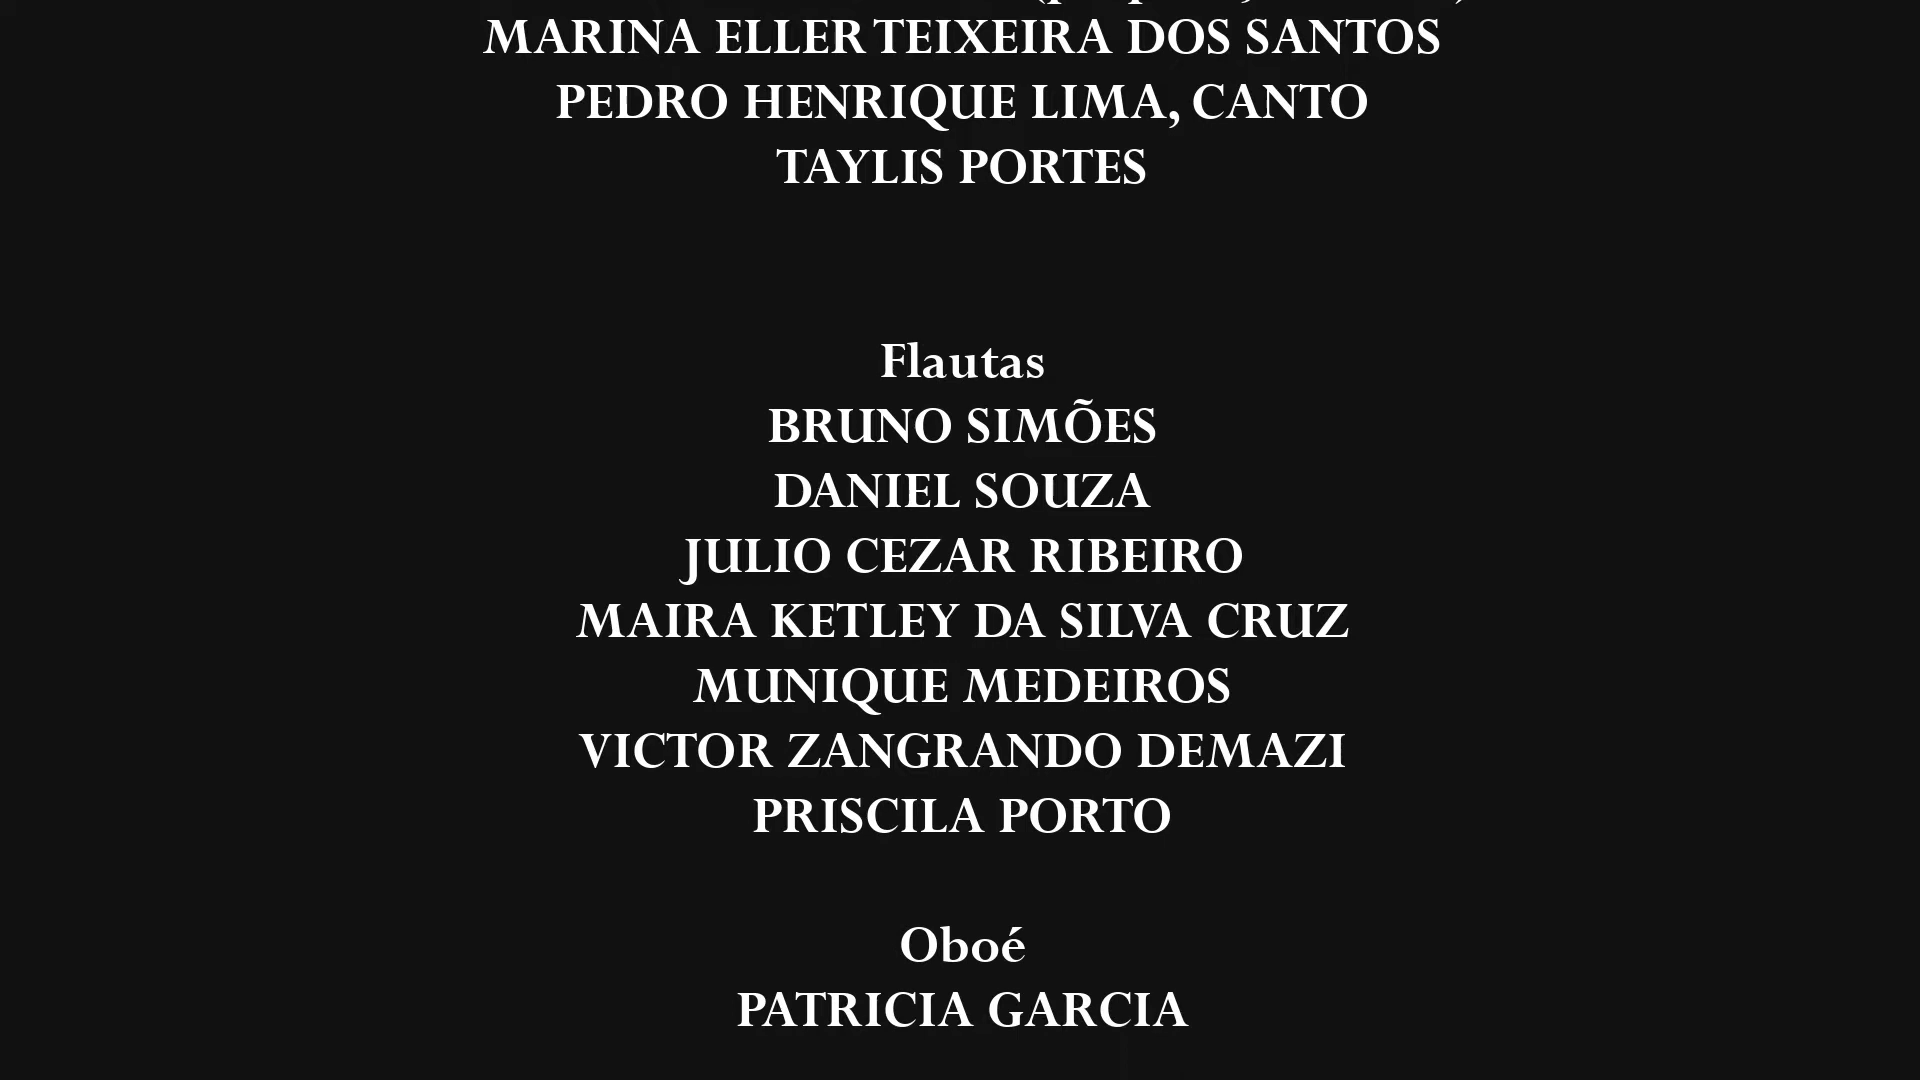 MARINA ELLER TEIXEIRA DOS SANTOS
PEDRO HENRIQUE LIMA, CANTO
TAYLIS PORTES
Flautas
BRUNO SIMÕES
DANIEL SOUZA
JULIO CEZAR RIBEIRO
MAIRA KETLEY DA SILVA CRUZ
MUNIQUE MEDEIROS
VICTOR ZANGRANDO DEMAZI
PRISCILA PORTO
Oboé
PATRICIA GARCIA